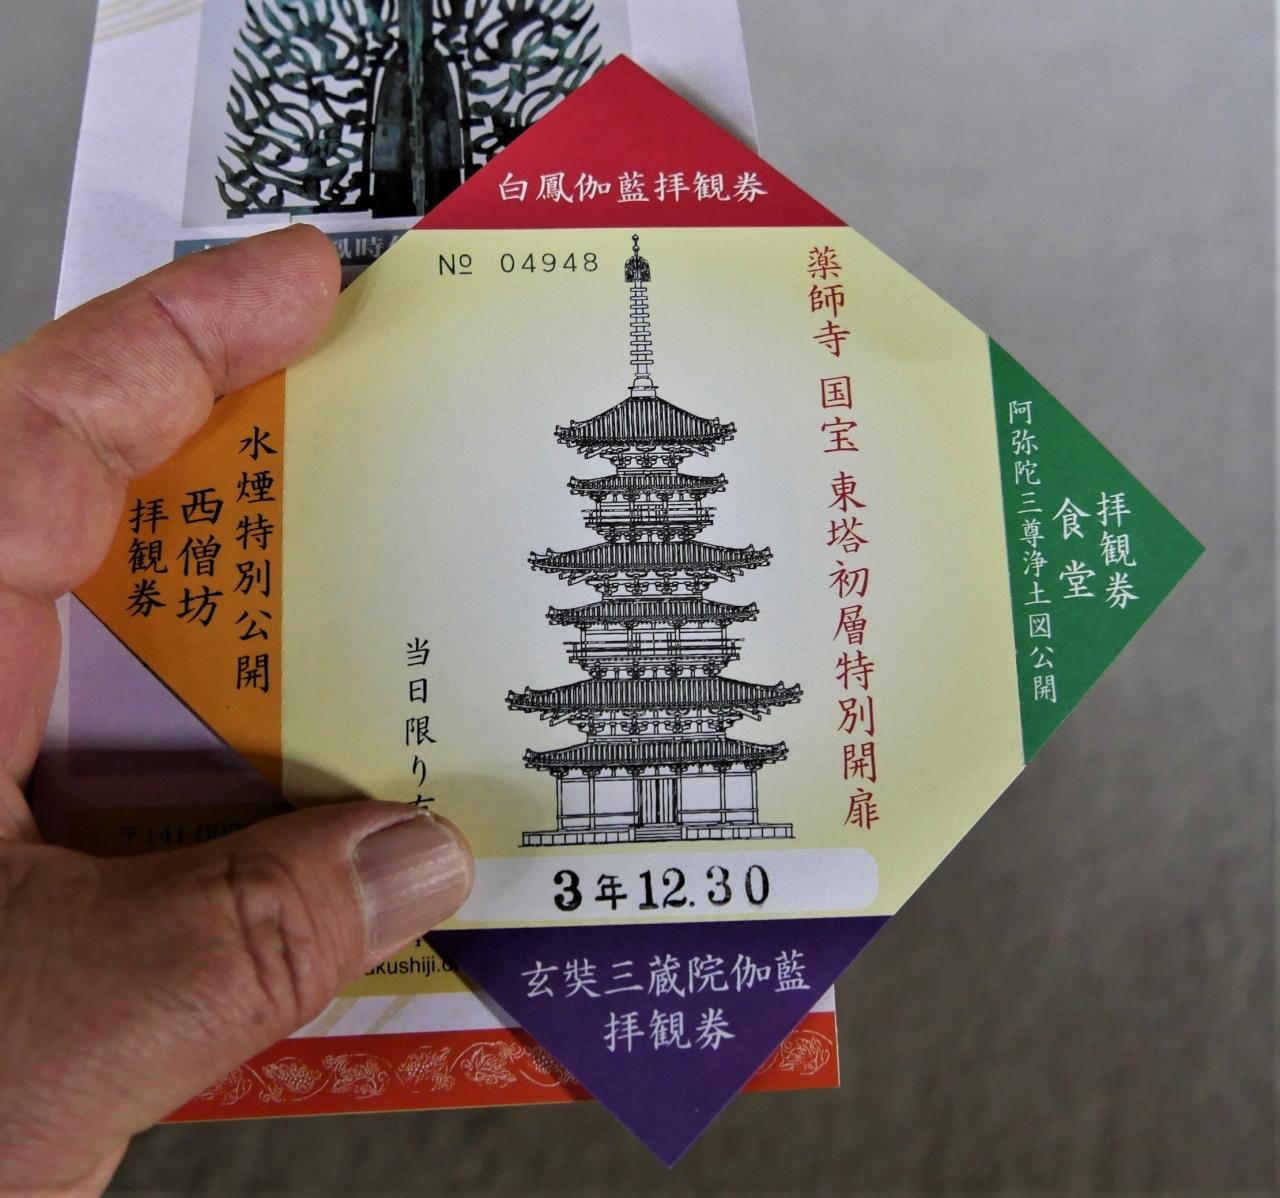 白鳳伽藍拝観券
№ 04948
薬師寺 国宝 東塔初層特別開扉
阿弥陀三尊浄土図公開
食堂
拝観券
水煙特別公開
西僧坊
拝観券
当日限り有
3年12.30
玄奘三蔵院伽藍
拝観券
〒141-00
akushiji.o